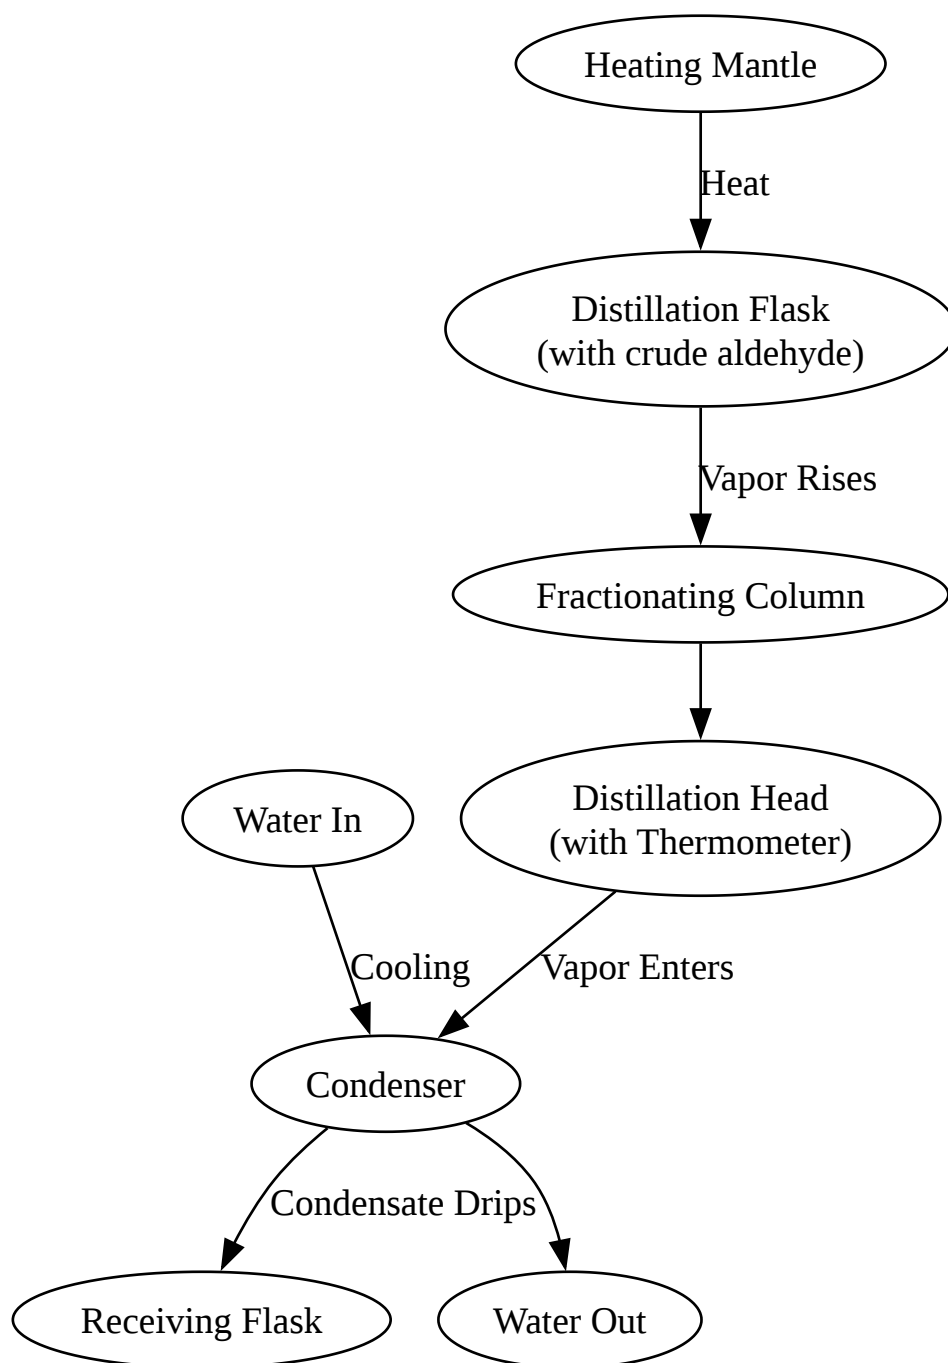 Heating Mantle
Heat
Distillation Flask
(with crude aldehyde)
Vapor Rises
Fractionating Column
Water In
Distillation Head
(with Thermometer)
Cooling
Vapor Enters
Condenser
Condensate Drips
Receiving Flask
Water Out